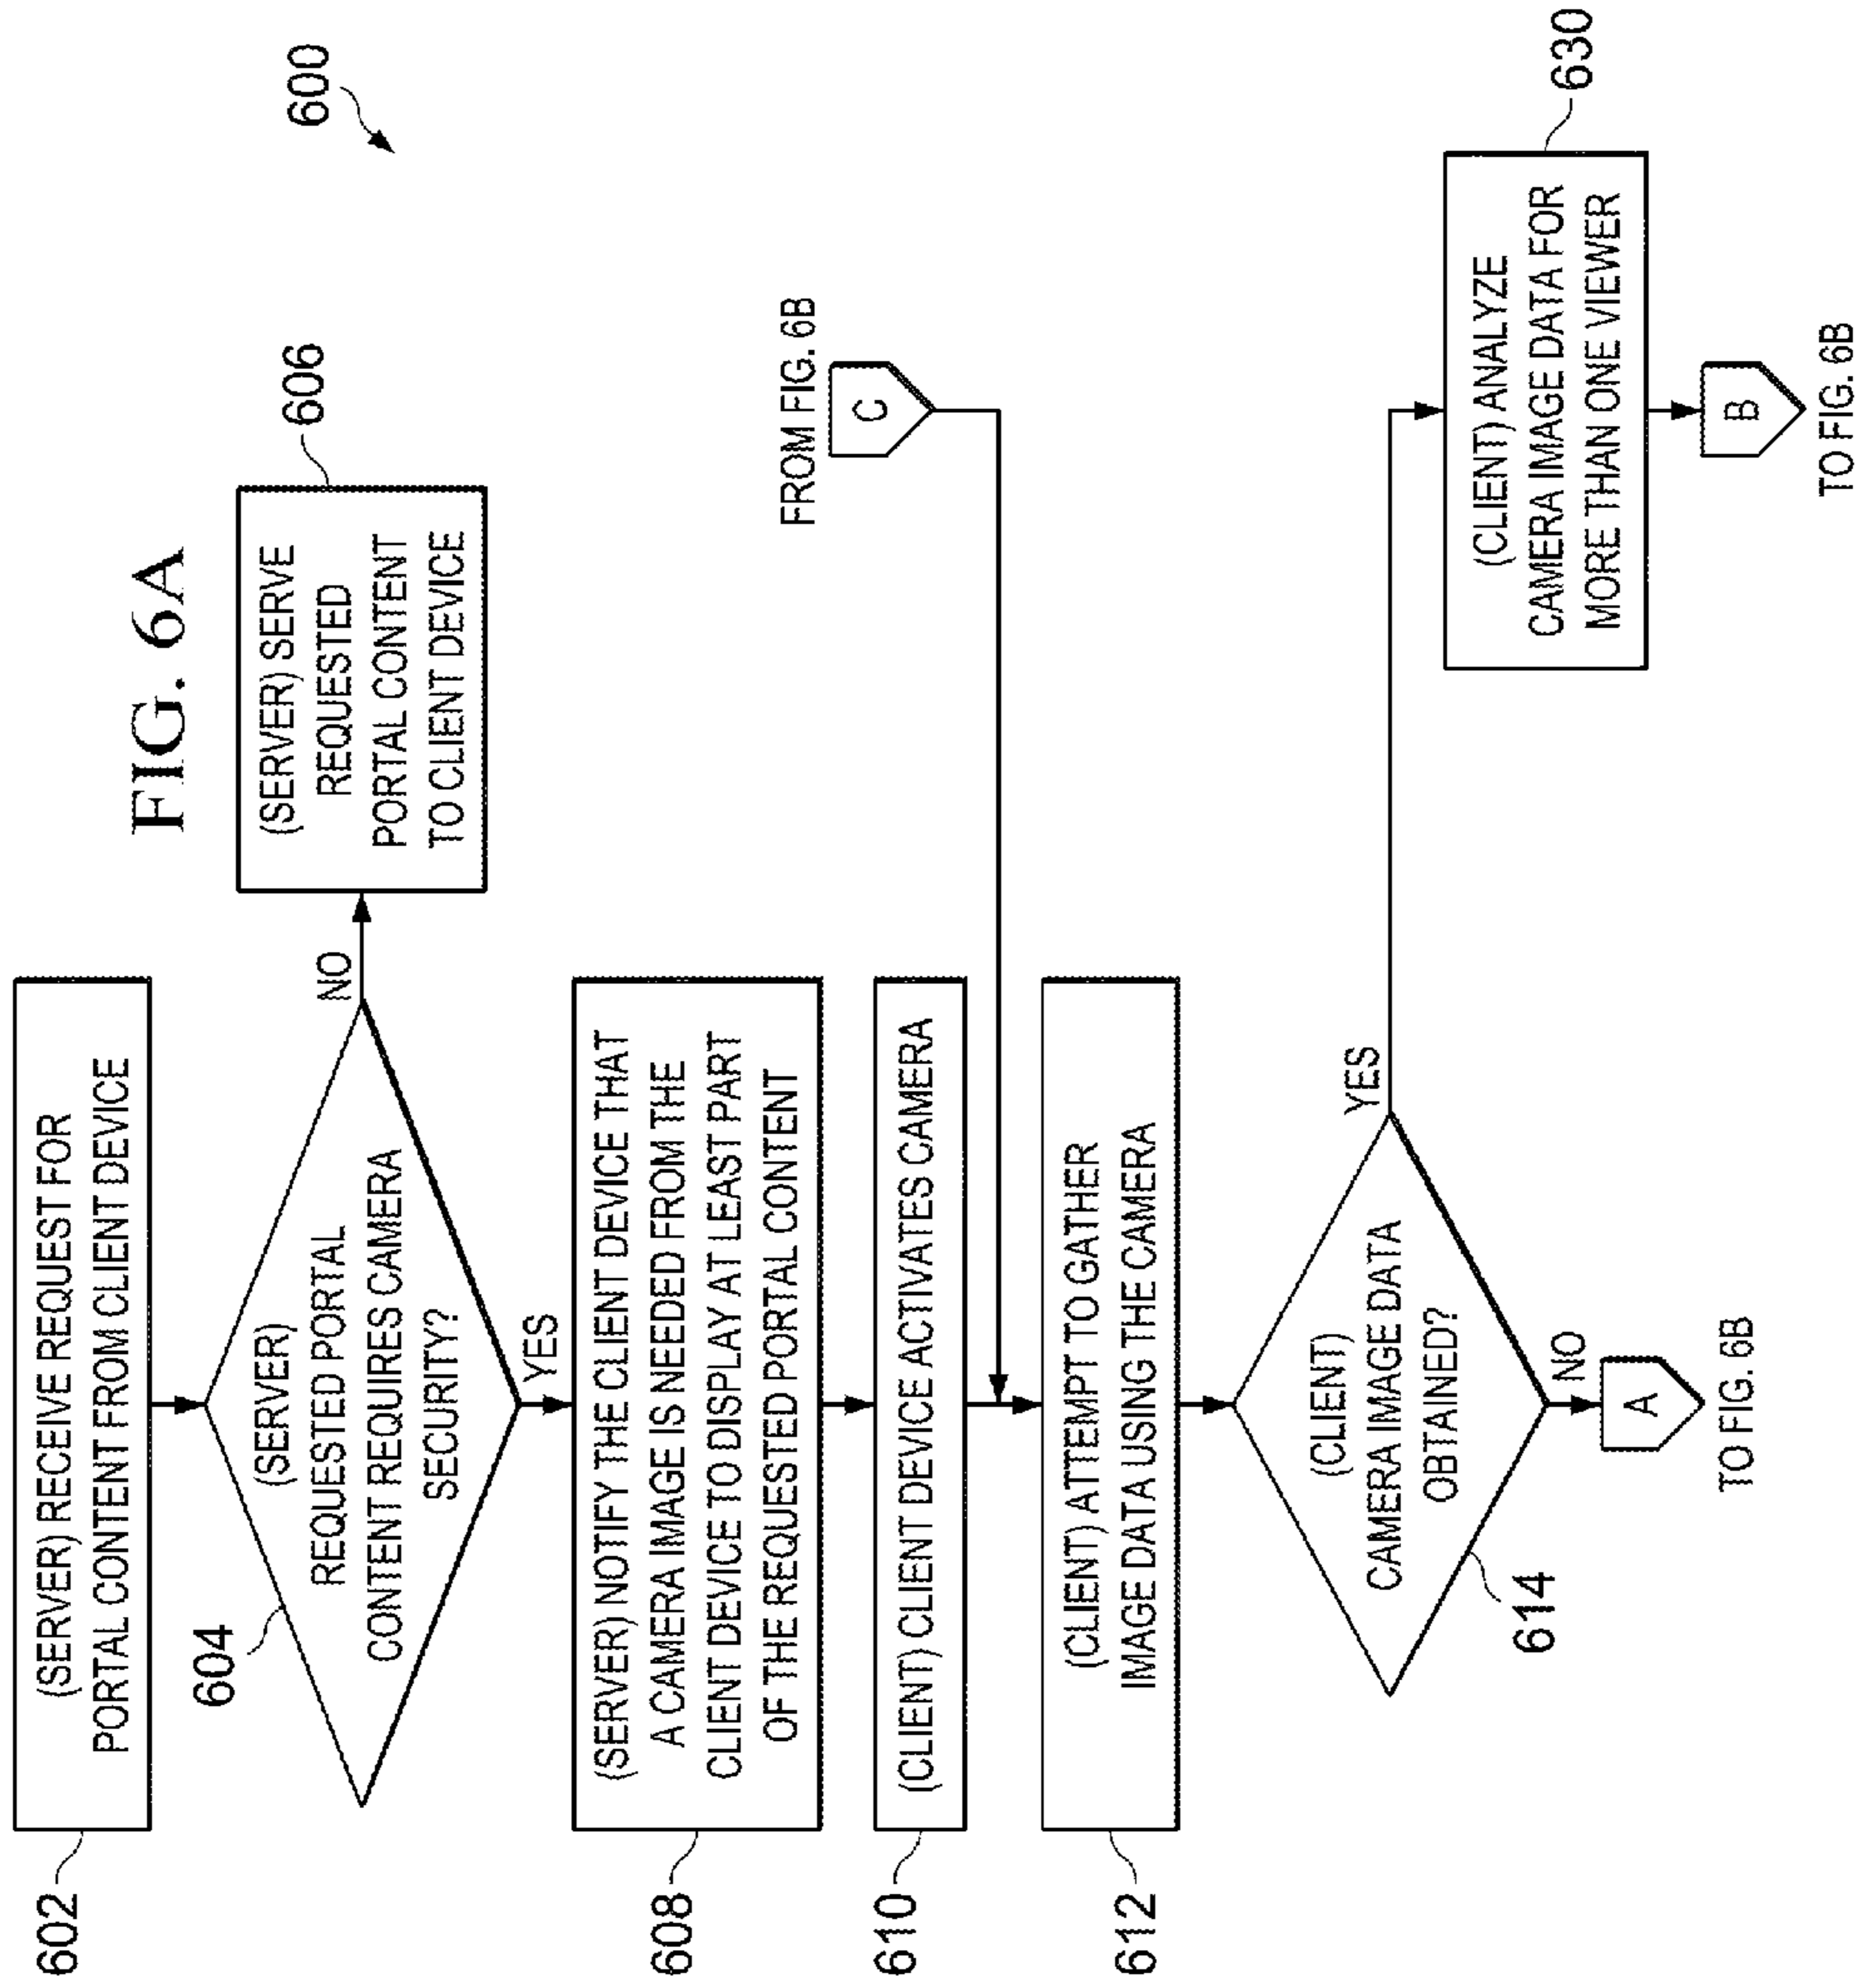 FIG. 6A
600
602
(SERVER) RECEIVE REQUEST FOR
PORTAL CONTENT FROM CLIENT DEVICE
604
(SERVER)
REQUESTED PORTAL
CONTENT REQUIRES CAMERA
SECURITY?
NO
606
(SERVER) SERVE
REQUESTED
PORTAL CONTENT
TO CLIENT DEVICE
YES
608
(SERVER) NOTIFY THE CLIENT DEVICE THAT
A CAMERA IMAGE IS NEEDED FROM THE
CLIENT DEVICE TO DISPLAY AT LEAST PART
OF THE REQUESTED PORTAL CONTENT
FROM FIG. 6B
C
610
(CLIENT) CLIENT DEVICE ACTIVATES CAMERA
612
(CLIENT) ATTEMPT TO GATHER
IMAGE DATA USING THE CAMERA
614
(CLIENT)
CAMERA IMAGE DATA
OBTAINED?
YES
630
(CLIENT) ANALYZE
CAMERA IMAGE DATA FOR
MORE THAN ONE VIEWER
NO
A
TO FIG. 6B
B
TO FIG. 6B